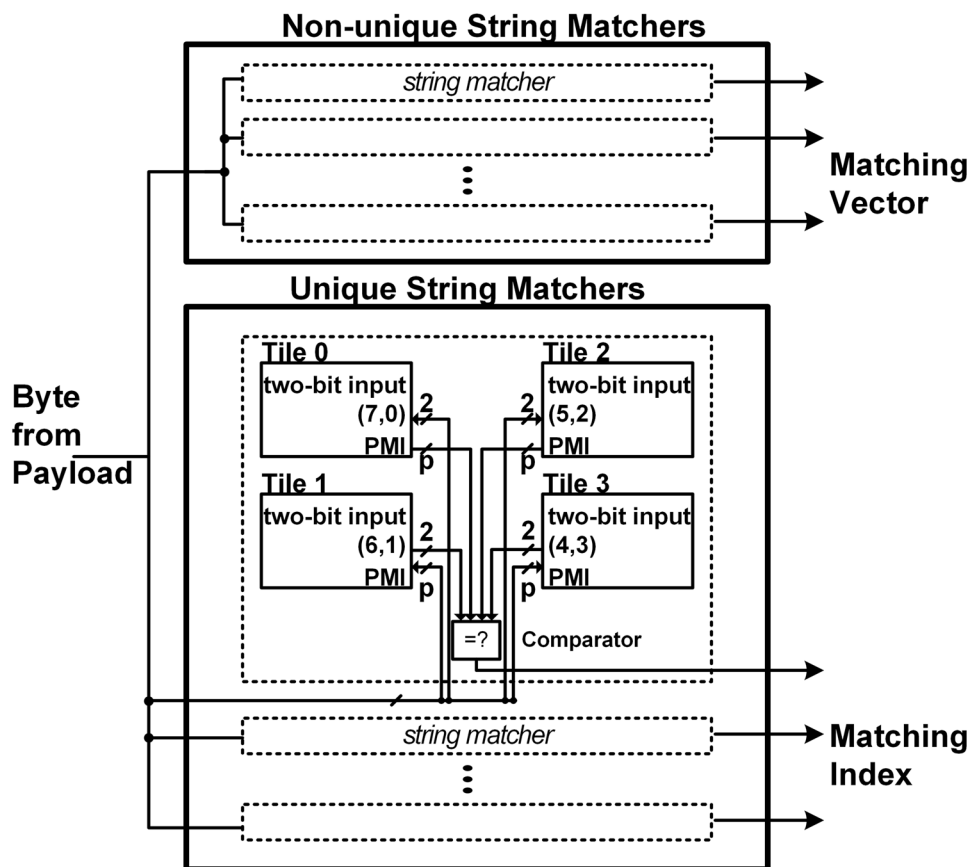 Non-unique String Matchers
string matcher
Matching
Vector
Unique String Matchers
Tile 0
two-bit input
(7,0)
PMI
2
p
Tile 2
two-bit input
(5,2)
PMI
2
p
Byte
from
Payload
Tile 1
two-bit input
(6,1)
PMI
2
p
Tile 3
two-bit input
(4,3)
PMI
2
p
=?
Comparator
string matcher
Matching
Index